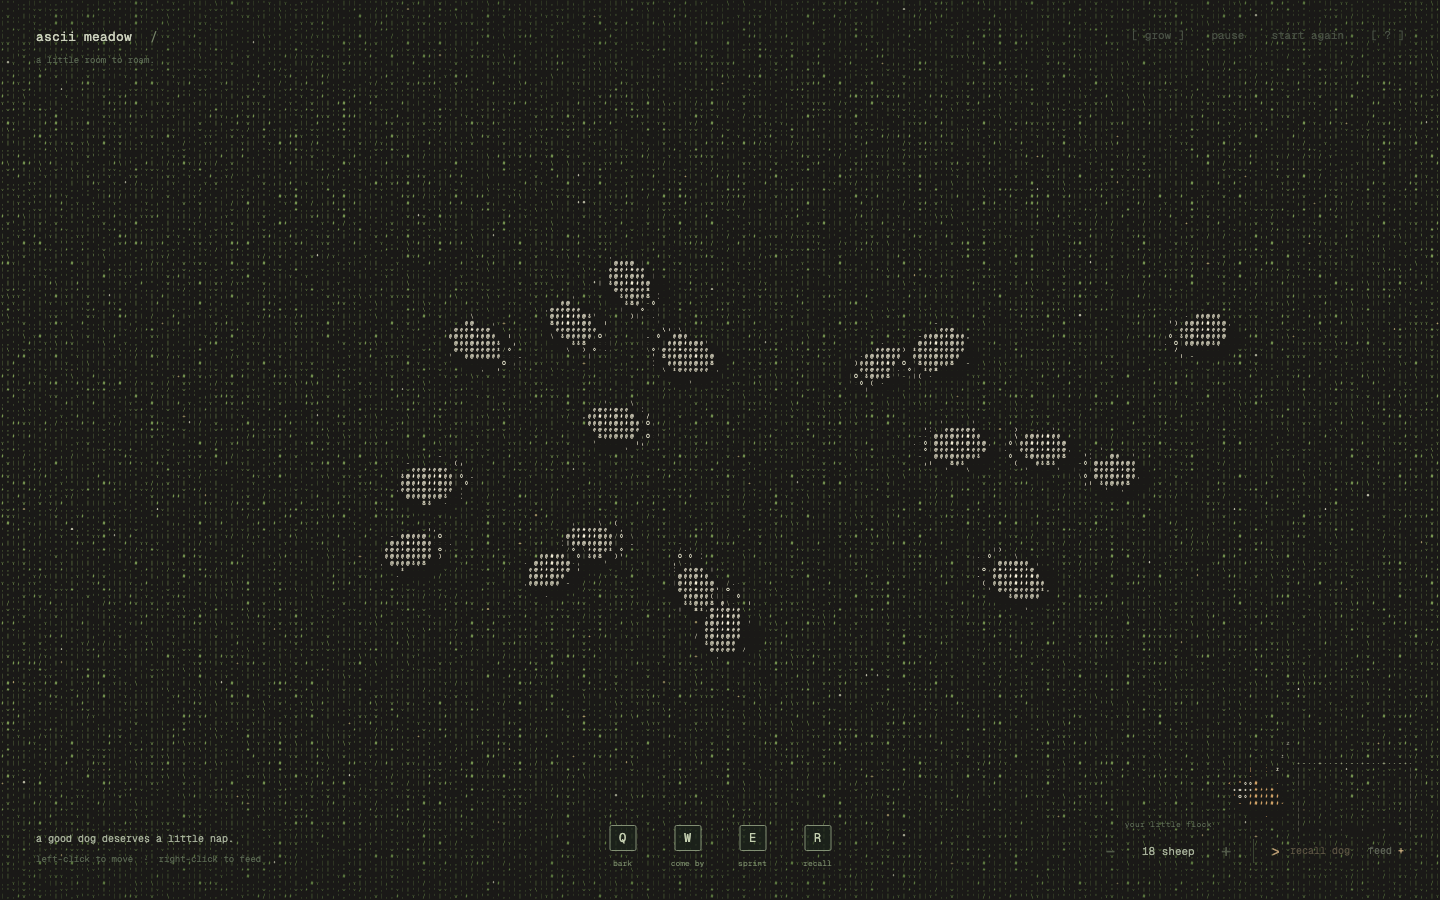 ascii meadow /
a little room to roam
[ grow ] pause start again [ ? ]
your little flock
a good dog deserves a little nap.
left-click to move · right-click to feed
Q W E R
bark come by sprint recall
− 18 sheep + > recall dog feed +